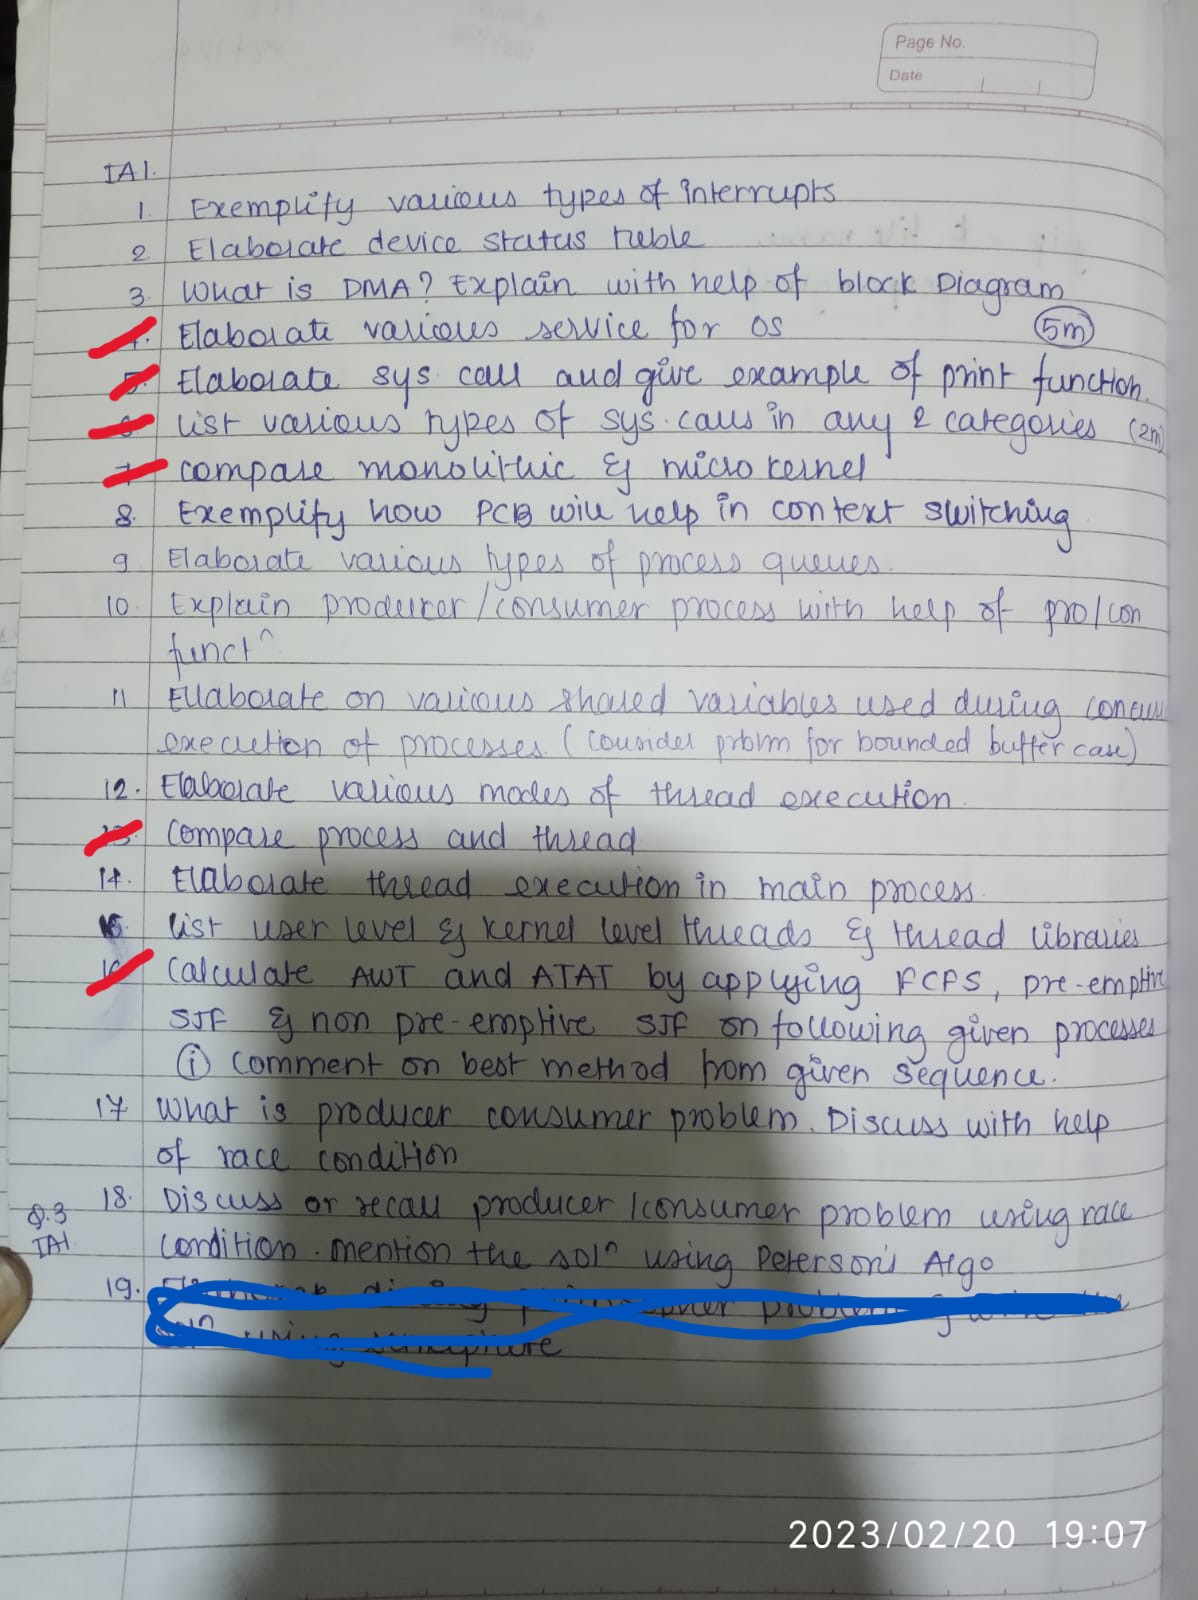 Page No.
Date
IA1.
1. Exemplify various types of interrupts
2 Elaborate device status table
3. What is DMA? Explain with help of block Diagram
4. Elaborate various service for OS (5m)
5. Elaborate sys. call and give example of print function.
6 list various types of sys. calls in any 2 categories (2m)
7 compare monolithic & micro kernel
8. Exemplify how PCB will help in context switching
9 Elaborate various types of process queues.
10. Explain producer/consumer process with help of pro/con
functⁿ
11 Ellaborate on various shared variables used during
execution of processes. (consider prblm for bounded buffer case)
12. Elaborate various modes of thread execution.
13. compare process and thread
14. Elaborate thread execution in main process.
15. list user level & kernel level threads & thread libraries
16 calculate AWT and ATAT by applying FCFS, pre-emptive
SJF & non pre-emptive SJF on following given processes
(i) comment on best method from given sequence.
17 What is producer consumer problem. Discuss with help
of race condition
18. Discuss or recall producer/consumer problem using race
Q.3
IA1.
condition. mention the solⁿ using Peterson's Algo
19.
2023/02/20 19:07